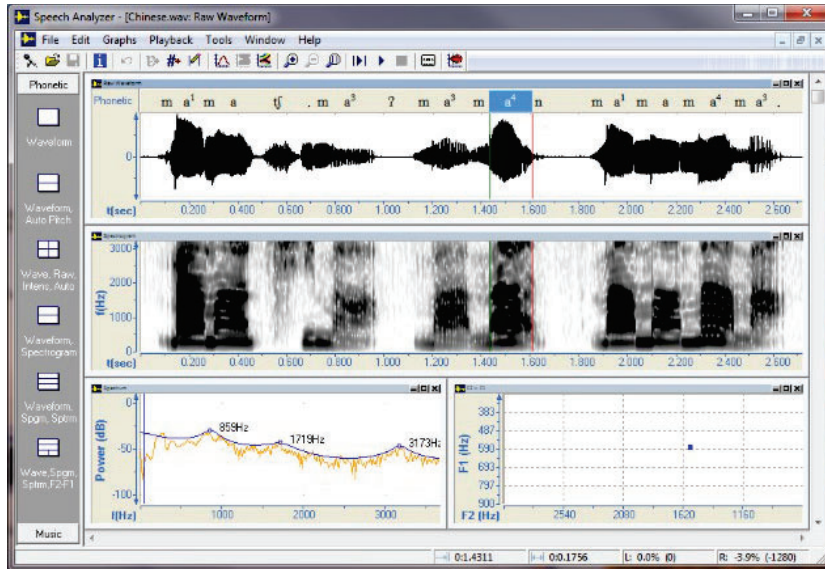 Speech Analyzer - [Chinese.wav: Raw Waveform]
File Edit Graphs Playback Tools Window Help
Phonetic
Waveform
Waveform,
Auto Pitch
Wave, Raw,
Intens, Auto
Waveform,
Spectrogram
Waveform,
Spgm, Sptrm
Wave,Spgm,
Sptrm,F2-F1
Music
Raw Waveform
Phonetic m a¹ m a tʃ . m a³ ʔ m a³ m a⁴ n m a¹ m a m a⁴ m a³ .
0
t(sec) 0.200 0.400 0.600 0.800 1.000 1.200 1.400 1.600 1.800 2.000 2.200 2.400 2.600
Spectrogram
f(Hz)
3000
2000
1000
0
t(sec) 0.200 0.400 0.600 0.800 1.000 1.200 1.400 1.600 1.800 2.000 2.200 2.400 2.600
Spectrum
Power (dB)
0
-50
-100
859Hz
1719Hz
3173Hz
f(Hz) 1000 2000 3000
F1 (Hz)
383
487
590
693
797
900
F2 (Hz) 2540 2080 1620 1160
0:1.4311 0:0.1756 L: 0.0% (0) R: -3.9% (-1280)